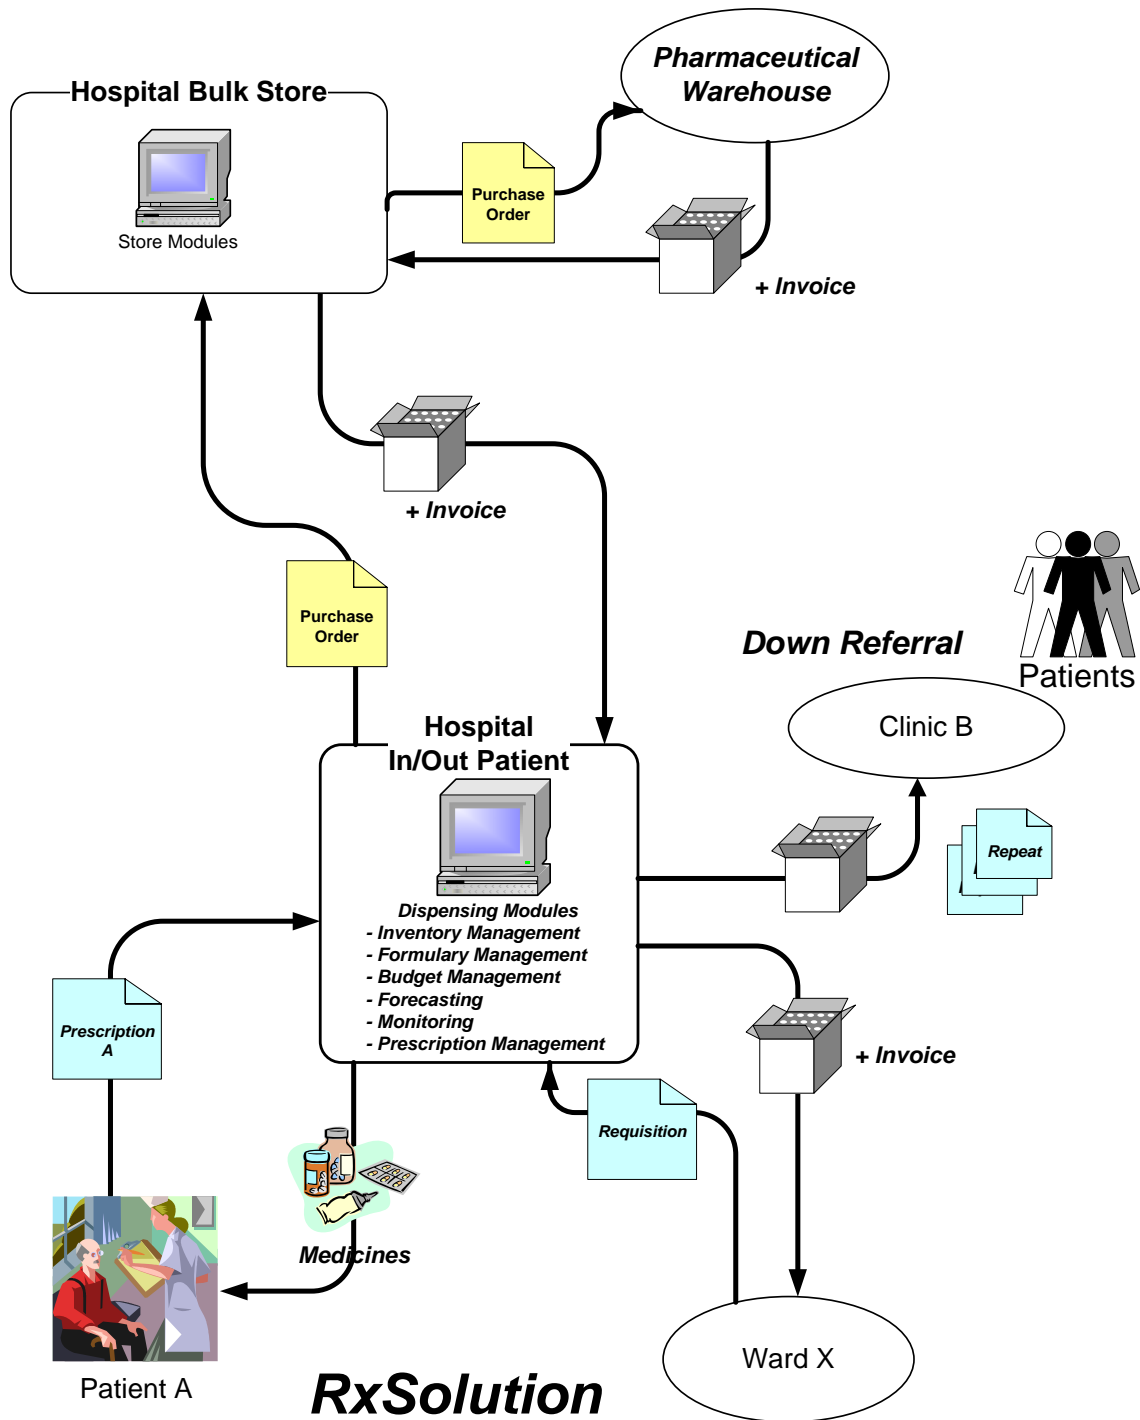 Pharmaceutical
Warehouse
Hospital Bulk Store
Store Modules
Purchase
Order
+ Invoice
+ Invoice
Purchase
Order
Down Referral
Patients
Clinic B
Hospital
In/Out Patient
Repeat
Dispensing Modules
- Inventory Management
- Formulary Management
- Budget Management
- Forecasting
- Monitoring
- Prescription Management
Prescription
A
+ Invoice
Requisition
Medicines
Ward X
Patient A
RxSolution